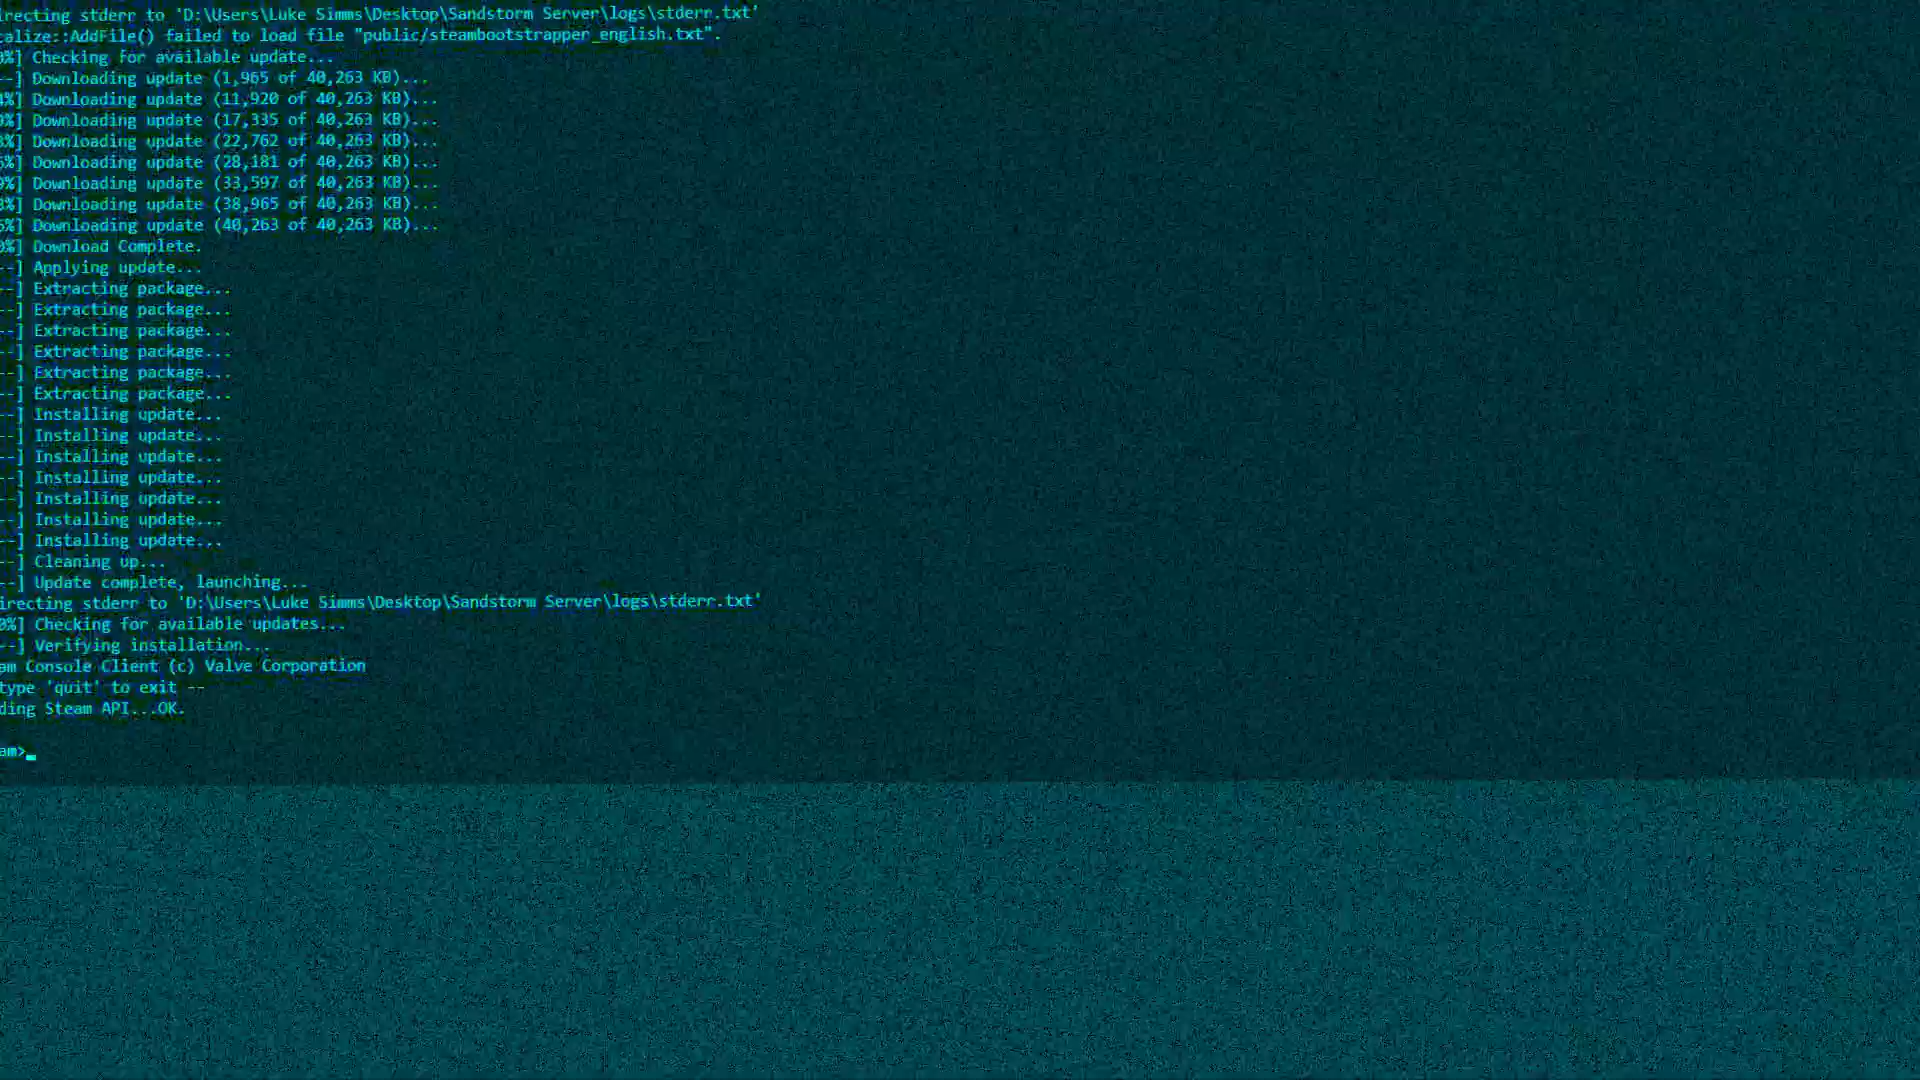 recting stderr to 'D:\Users\Luke Simms\Desktop\Sandstorm Server\logs\stderr.txt'
calize::AddFile() failed to load file "public/steambootstrapper_english.txt".
0%] Checking for available update...
--] Downloading update (1,965 of 40,263 KB)...
%] Downloading update (11,920 of 40,263 KB)...
%] Downloading update (17,335 of 40,263 KB)...
%] Downloading update (22,762 of 40,263 KB)...
%] Downloading update (28,181 of 40,263 KB)...
%] Downloading update (33,597 of 40,263 KB)...
%] Downloading update (38,965 of 40,263 KB)...
%] Downloading update (40,263 of 40,263 KB)...
0%] Download Complete.
--] Applying update...
--] Extracting package...
--] Extracting package...
--] Extracting package...
--] Extracting package...
--] Extracting package...
--] Extracting package...
--] Installing update...
--] Installing update...
--] Installing update...
--] Installing update...
--] Installing update...
--] Installing update...
--] Installing update...
--] Cleaning up...
--] Update complete, launching...
irecting stderr to 'D:\Users\Luke Simms\Desktop\Sandstorm Server\logs\stderr.txt'
0%] Checking for available updates...
--] Verifying installation...
am Console Client (c) Valve Corporation
type 'quit' to exit --
ding Steam API...OK.
am>_